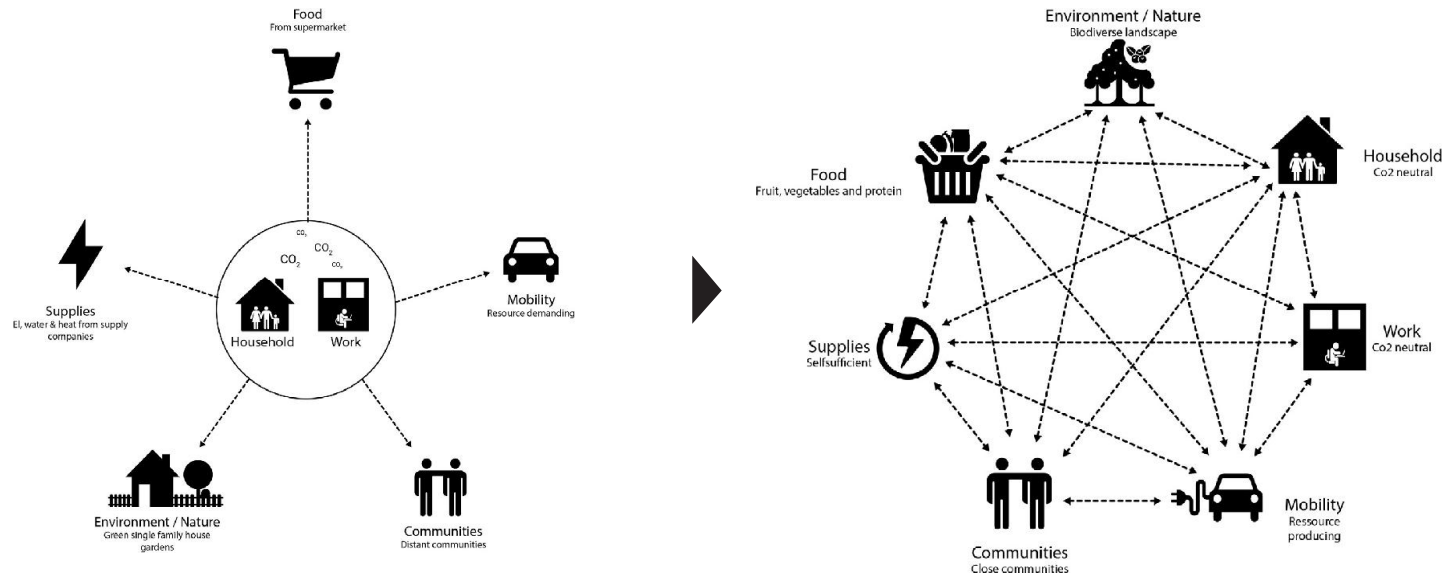 Food
From supermarket
CO₂
CO₂
CO₂
CO₂
Household
Work
Mobility
Resource demanding
Supplies
El, water & heat from supply
companies
Environment / Nature
Green single family house
gardens
Communities
Distant communities
Environment / Nature
Biodiverse landscape
Household
Co2 neutral
Food
Fruit, vegetables and protein
Work
Co2 neutral
Supplies
Selfsufficient
Mobility
Ressource
producing
Communities
Close communities